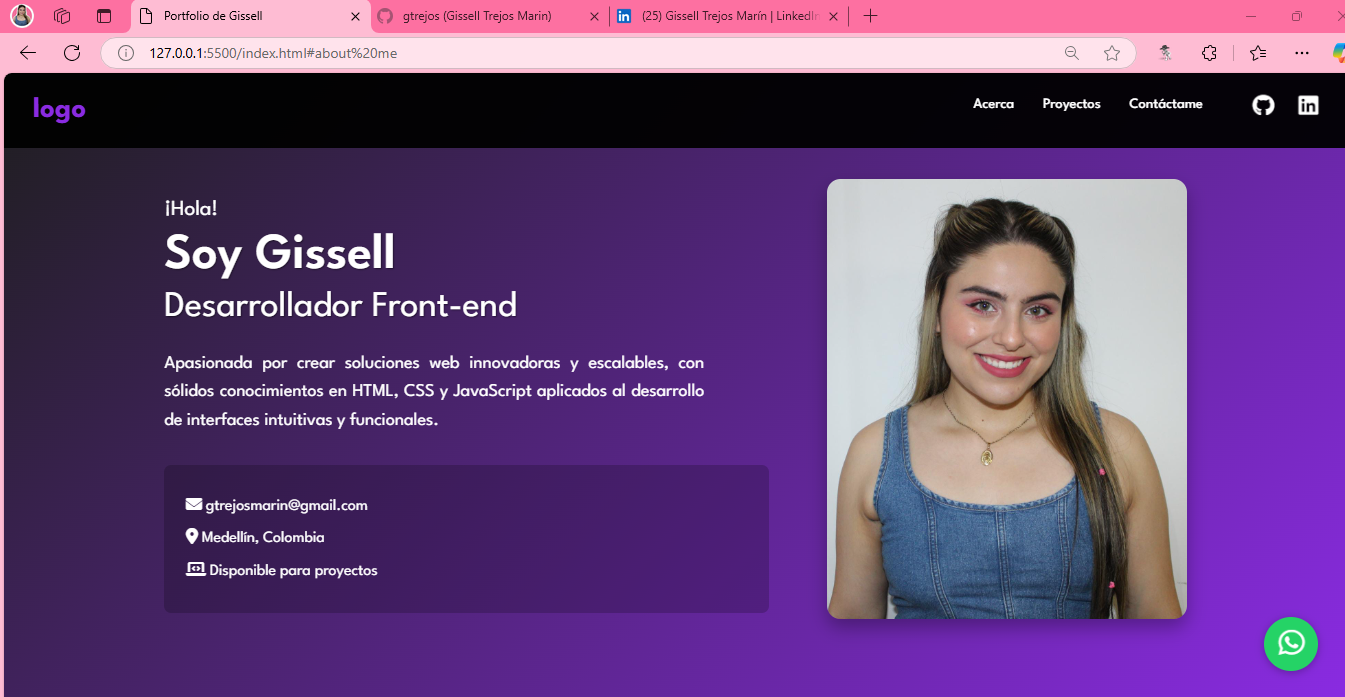 Portfolio de Gissell
gtrejos (Gissell Trejos Marin)
(25) Gissell Trejos Marín | LinkedIn
127.0.0.1:5500/index.html#about%20me
logo
Acerca
Proyectos
Contáctame
in
¡Hola!
Soy Gissell
Desarrollador Front-end
Apasionada por crear soluciones web innovadoras y escalables, con
sólidos conocimientos en HTML, CSS y JavaScript aplicados al desarrollo
de interfaces intuitivas y funcionales.
gtrejosmarin@gmail.com
Medellín, Colombia
Disponible para proyectos